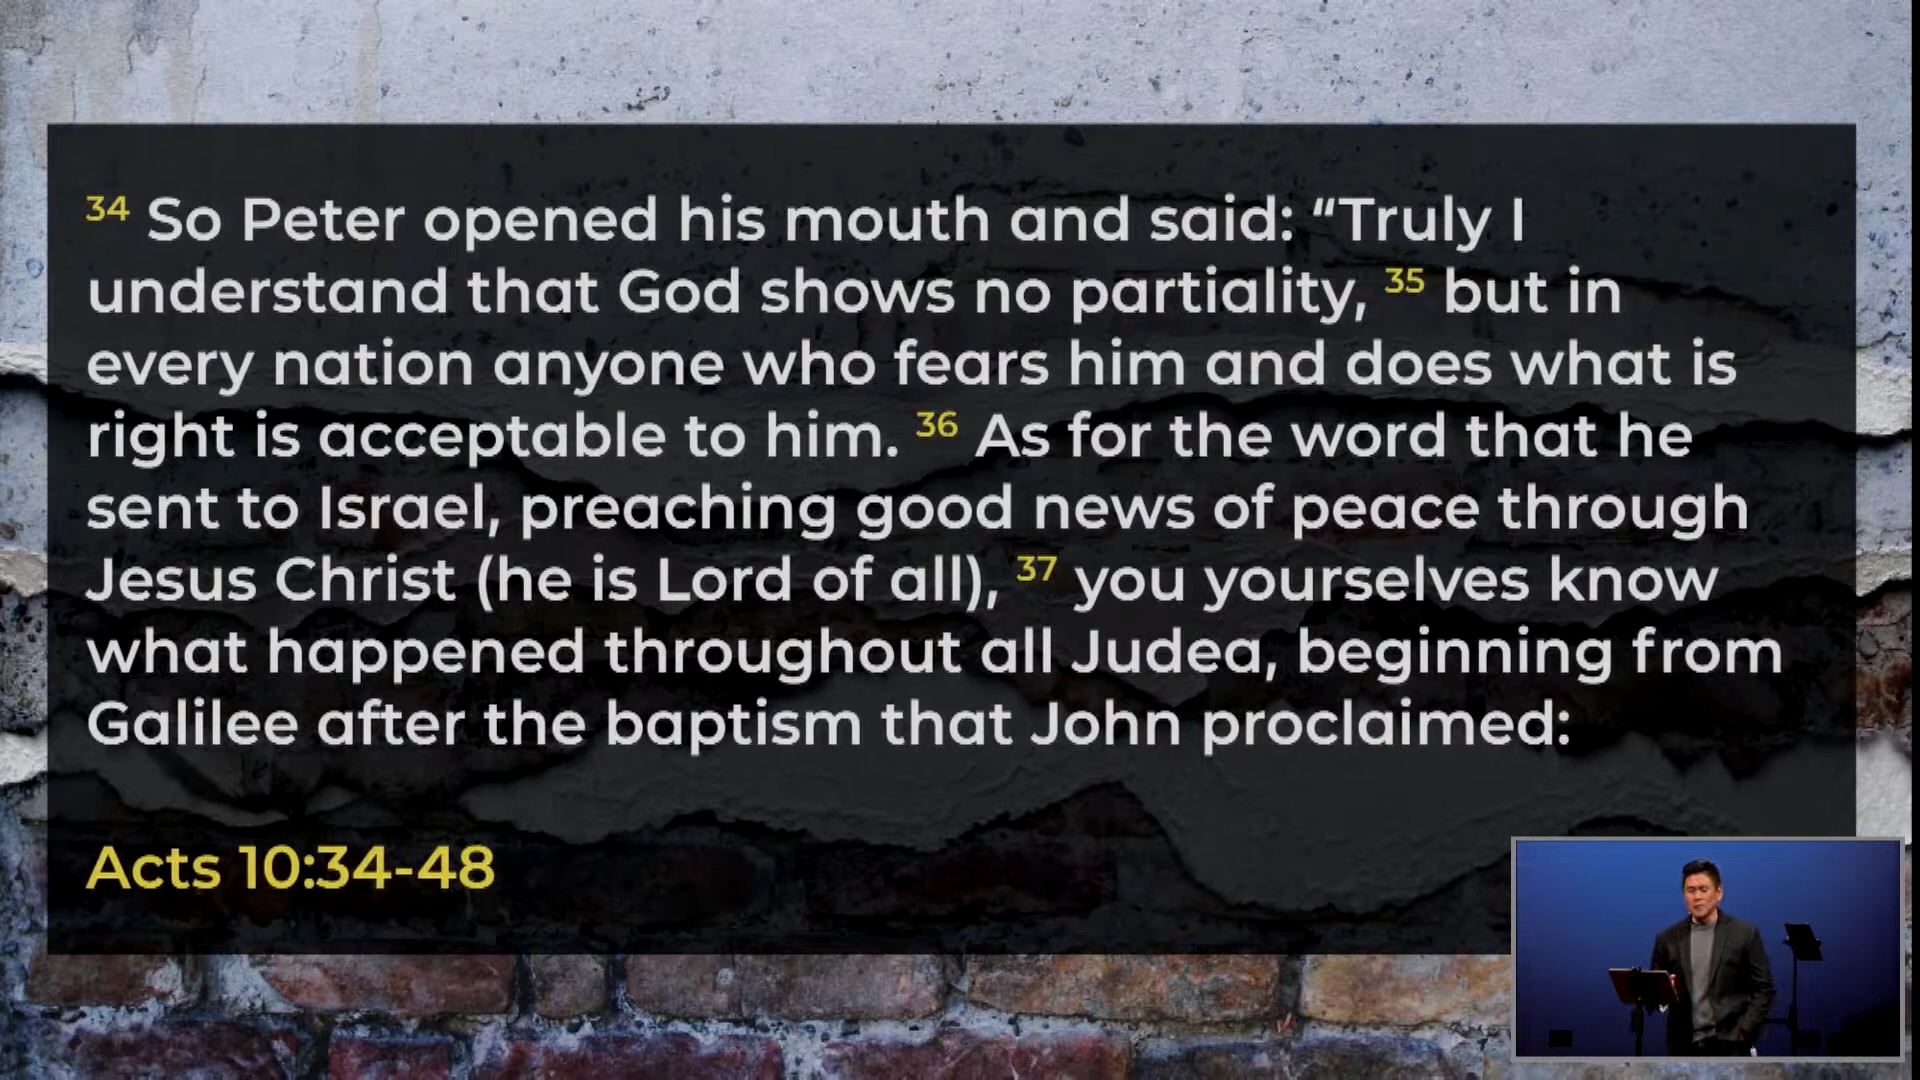 34 So Peter opened his mouth and said: “Truly I
understand that God shows no partiality, 35 but in
every nation anyone who fears him and does what is
right is acceptable to him. 36 As for the word that he
sent to Israel, preaching good news of peace through
Jesus Christ (he is Lord of all), 37 you yourselves know
what happened throughout all Judea, beginning from
Galilee after the baptism that John proclaimed:
Acts 10:34-48